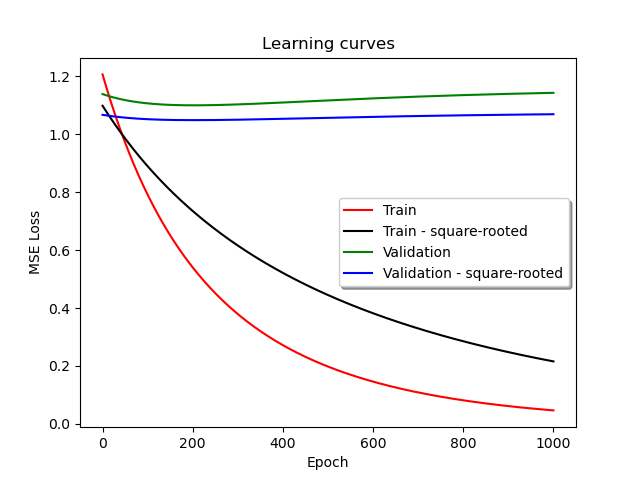 Learning curves
MSE Loss
1.2
1.0
0.8
0.6
0.4
0.2
0.0
Train
Train - square-rooted
Validation
Validation - square-rooted
0 200 400 600 800 1000
Epoch